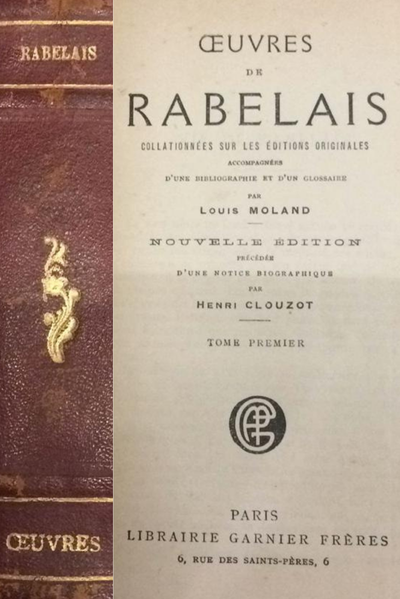 RABELAIS
ŒUVRES
ŒUVRES
DE
RABELAIS
COLLATIONNÉES SUR LES ÉDITIONS ORIGINALES
ACCOMPAGNÉES
D'UNE BIBLIOGRAPHIE ET D'UN GLOSSAIRE
PAR
LOUIS MOLAND
NOUVELLE ÉDITION
PRÉCÉDÉE
D'UNE NOTICE BIOGRAPHIQUE
PAR
HENRI CLOUZOT
TOME PREMIER
PARIS
LIBRAIRIE GARNIER FRÈRES
6, RUE DES SAINTS-PÈRES, 6